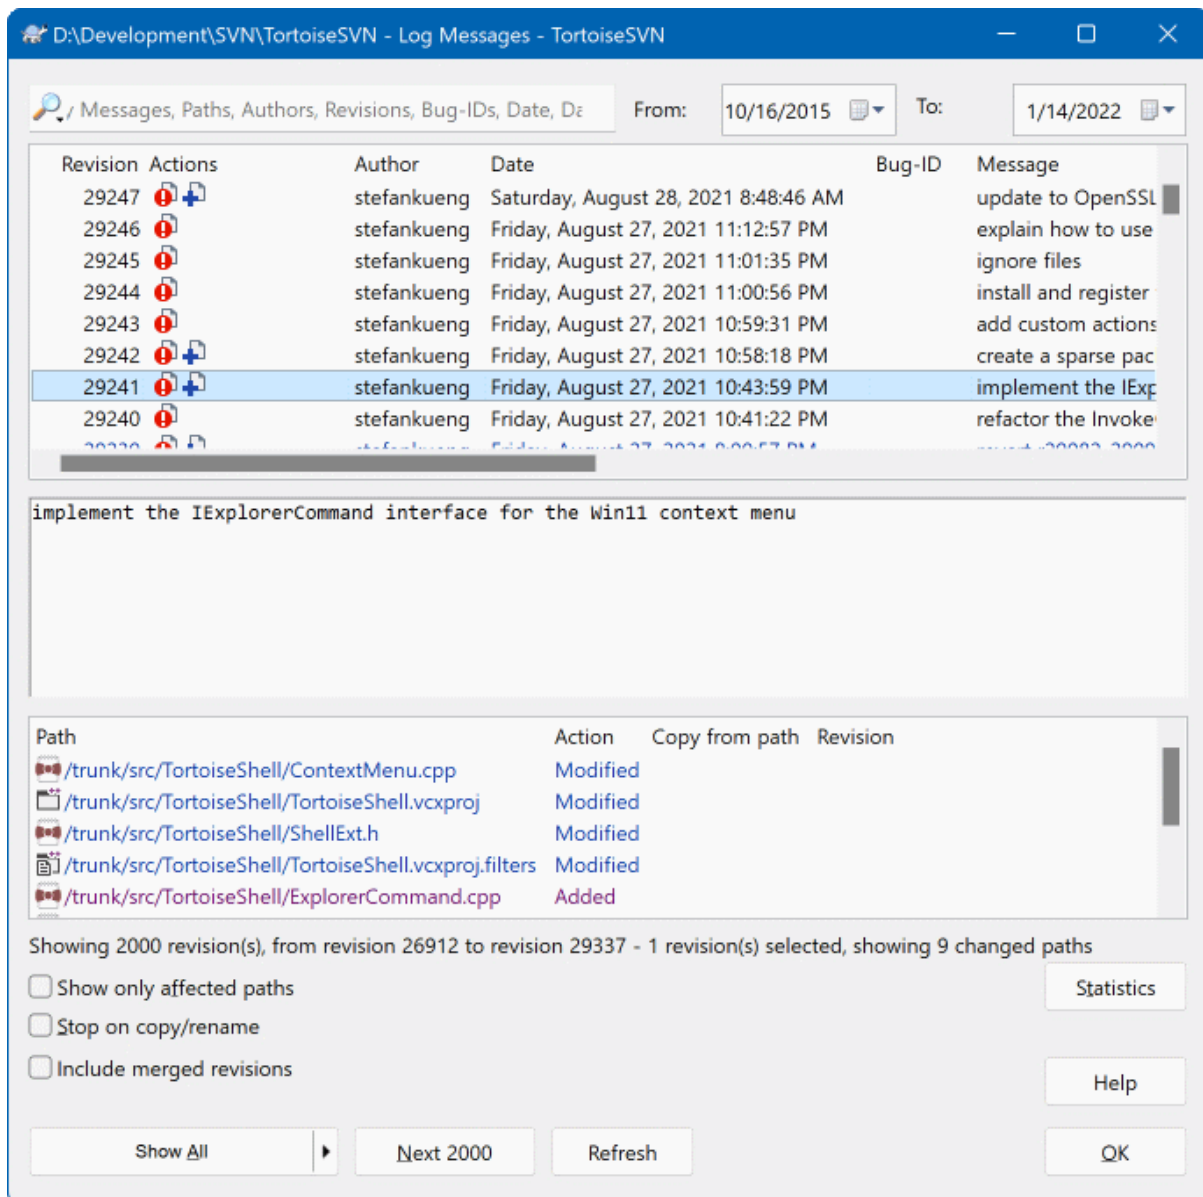 D:\Development\SVN\TortoiseSVN - Log Messages - TortoiseSVN
Messages, Paths, Authors, Revisions, Bug-IDs, Date, Da From: 10/16/2015 To: 1/14/2022
Revision Actions Author Date Bug-ID Message
29247 stefankueng Saturday, August 28, 2021 8:48:46 AM update to OpenSSL
29246 stefankueng Friday, August 27, 2021 11:12:57 PM explain how to use
29245 stefankueng Friday, August 27, 2021 11:01:35 PM ignore files
29244 stefankueng Friday, August 27, 2021 11:00:56 PM install and register
29243 stefankueng Friday, August 27, 2021 10:59:31 PM add custom actions
29242 stefankueng Friday, August 27, 2021 10:58:18 PM create a sparse pac
29241 stefankueng Friday, August 27, 2021 10:43:59 PM implement the IExp
29240 stefankueng Friday, August 27, 2021 10:41:22 PM refactor the Invoke
implement the IExplorerCommand interface for the Win11 context menu
Path Action Copy from path Revision
/trunk/src/TortoiseShell/ContextMenu.cpp Modified
/trunk/src/TortoiseShell/TortoiseShell.vcxproj Modified
/trunk/src/TortoiseShell/ShellExt.h Modified
/trunk/src/TortoiseShell/TortoiseShell.vcxproj.filters Modified
/trunk/src/TortoiseShell/ExplorerCommand.cpp Added
Showing 2000 revision(s), from revision 26912 to revision 29337 - 1 revision(s) selected, showing 9 changed paths
Show only affected paths
Statistics
Stop on copy/rename
Include merged revisions
Help
Show All Next 2000 Refresh OK